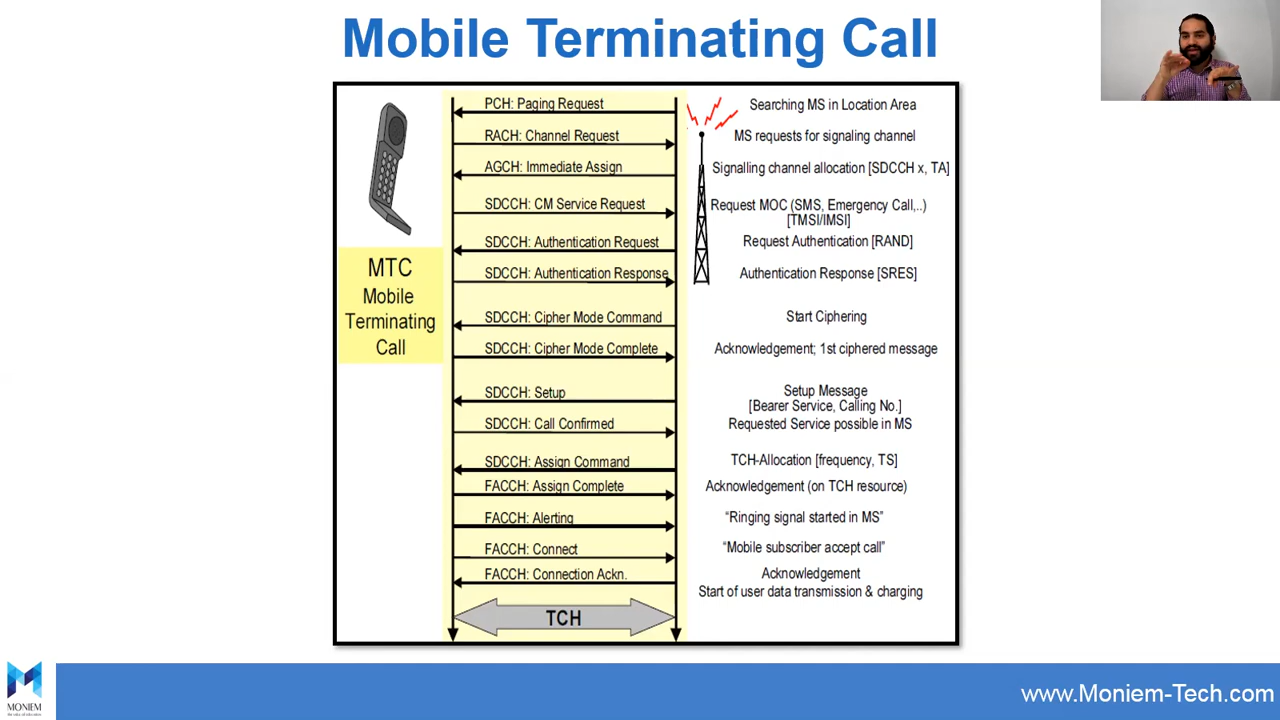 Mobile Terminating Call
PCH: Paging Request
Searching MS in Location Area
RACH: Channel Request
MS requests for signaling channel
AGCH: Immediate Assign
Signalling channel allocation [SDCCH x, TA]
SDCCH: CM Service Request
Request MOC (SMS, Emergency Call,..)
[TMSI/IMSI]
SDCCH: Authentication Request
Request Authentication [RAND]
SDCCH: Authentication Response
Authentication Response [SRES]
MTC
Mobile
Terminating
Call
SDCCH: Cipher Mode Command
Start Ciphering
SDCCH: Cipher Mode Complete
Acknowledgement; 1st ciphered message
SDCCH: Setup
Setup Message
[Bearer Service, Calling No.]
SDCCH: Call Confirmed
Requested Service possible in MS
SDCCH: Assign Command
TCH-Allocation [frequency, TS]
FACCH: Assign Complete
Acknowledgement (on TCH resource)
FACCH: Alerting
“Ringing signal started in MS”
FACCH: Connect
“Mobile subscriber accept call”
FACCH: Connection Ackn.
Acknowledgement
Start of user data transmission & charging
TCH
MONIEM
www.Moniem-Tech.com